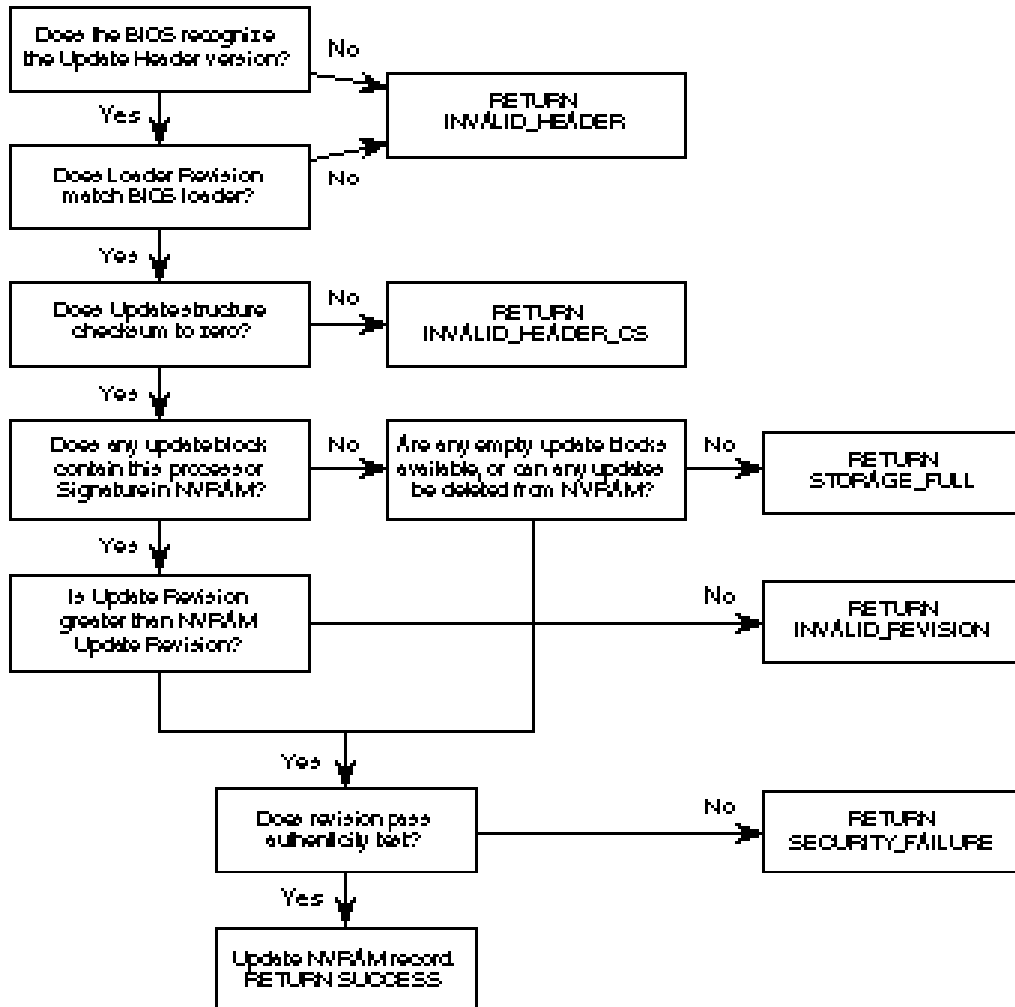 Does the BIOS recognize
the Update Header version?
No
RETURN
INVALID_HEADER
Yes
Does Loader Revision
match BIOS loader?
No
Yes
Does Update structure
checksum to zero?
No
RETURN
INVALID_HEADER_CS
Yes
Does any update block
contain this processor
Signature in NVRAM?
No
Are any empty update blocks
available, or can any updates
be deleted from NVRAM?
No
RETURN
STORAGE_FULL
Yes
Is Update Revision
greater than NVRAM
Update Revision?
No
RETURN
INVALID_REVISION
Yes
Does revision pass
authenticity test?
No
RETURN
SECURITY_FAILURE
Yes
Update NVRAM record.
RETURN SUCCESS